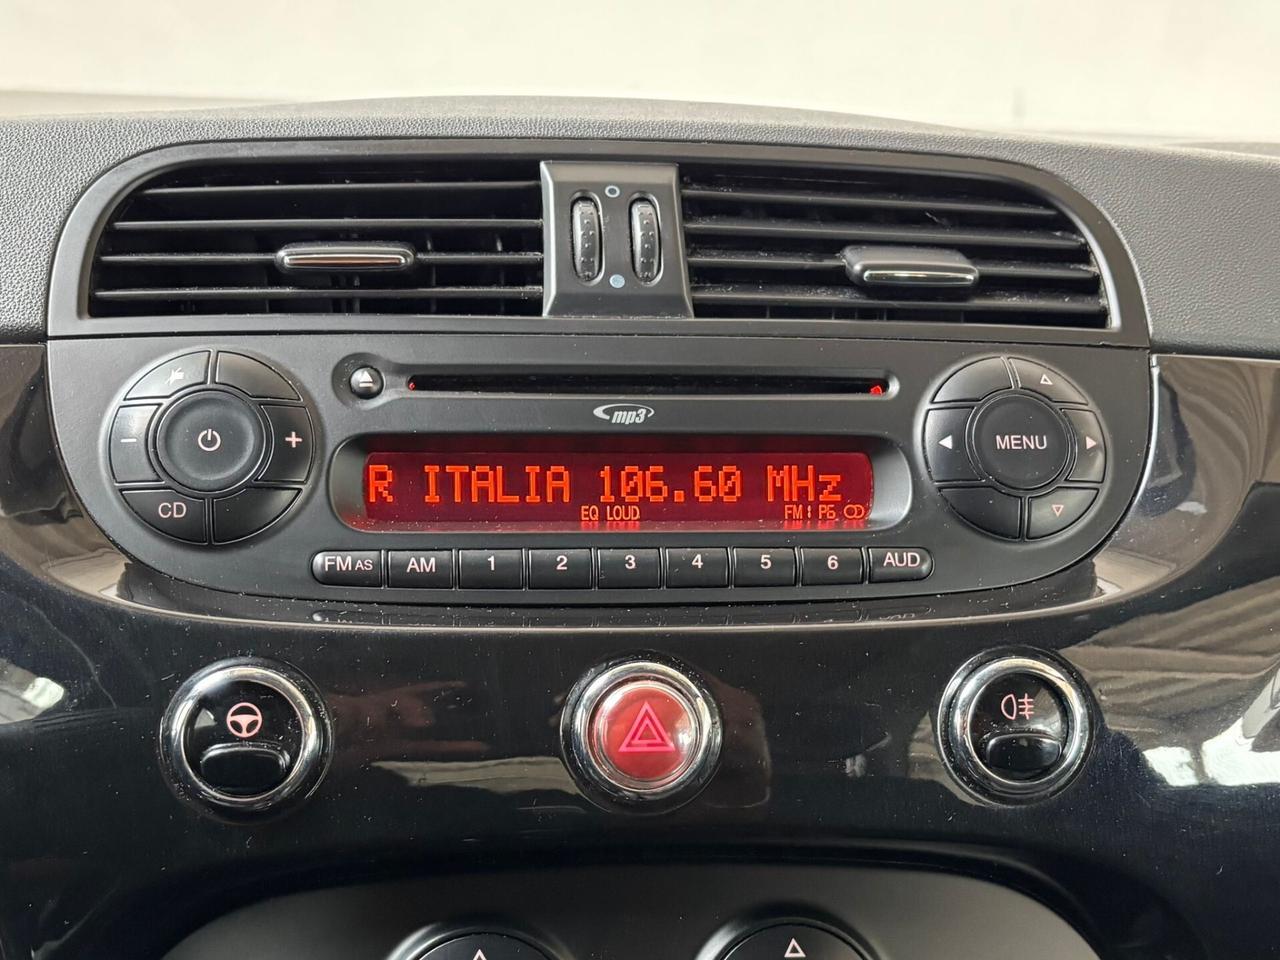 mp3
+
−
CD
MENU
R ITALIA 106.60 MHz
EQ LOUD FM1 P6
FM AS AM 1 2 3 4 5 6 AUD